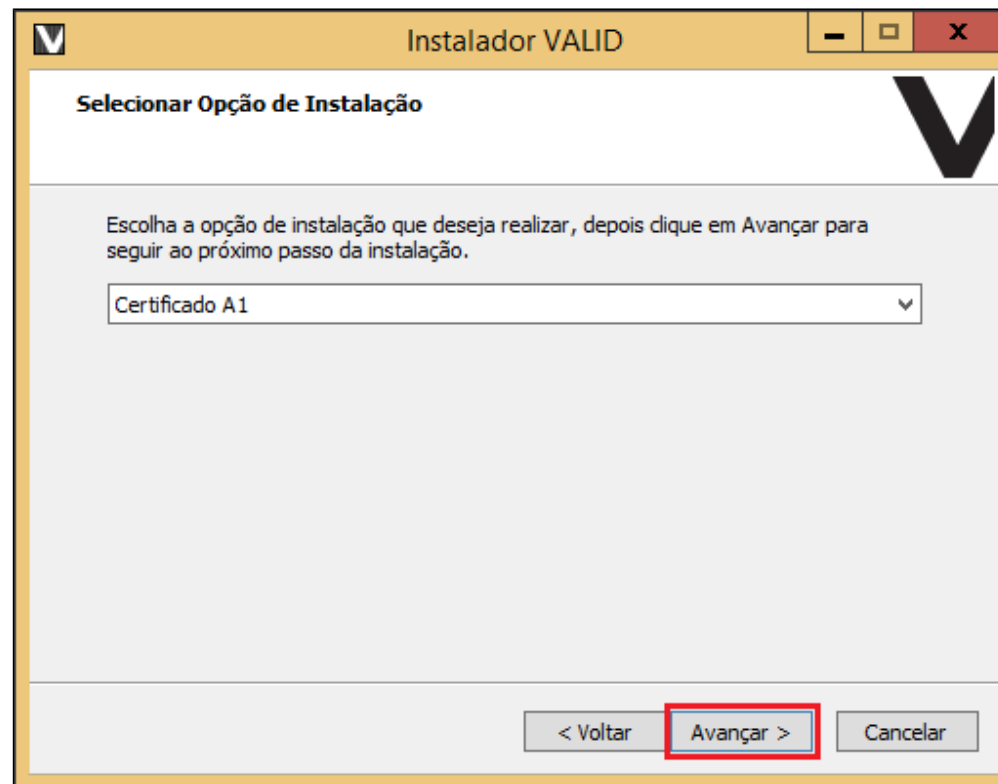 Instalador VALID
Selecionar Opção de Instalação
Escolha a opção de instalação que deseja realizar, depois clique em Avançar para
seguir ao próximo passo da instalação.
Certificado A1
< Voltar
Avançar >
Cancelar